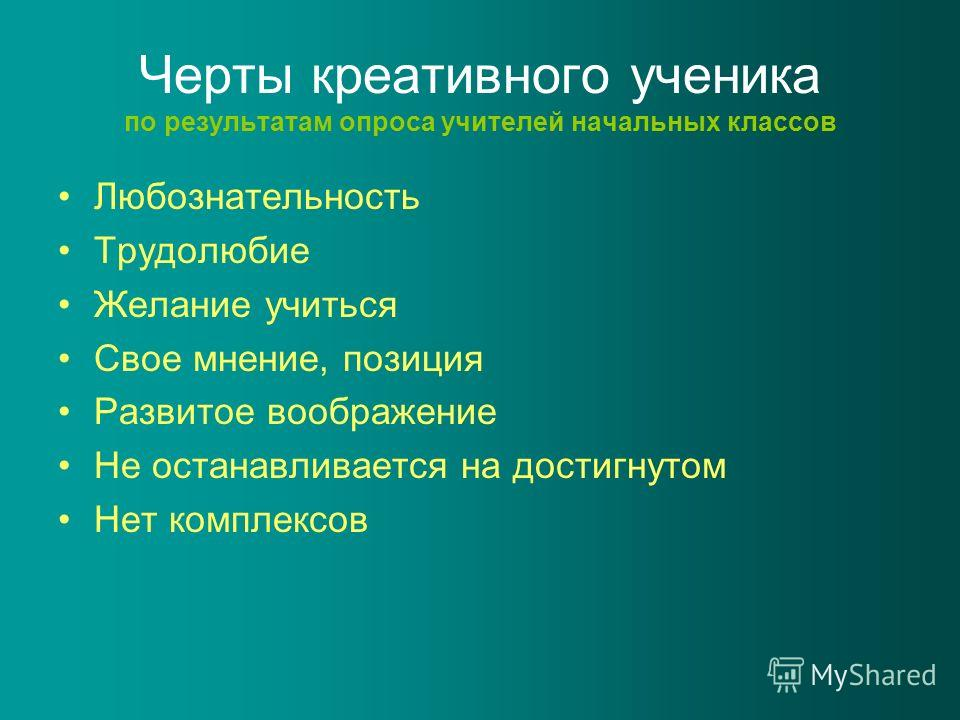 Черты креативного ученика
по результатам опроса учителей начальных классов
• Любознательность
• Трудолюбие
• Желание учиться
• Свое мнение, позиция
• Развитое воображение
• Не останавливается на достигнутом
• Нет комплексов
MyShared